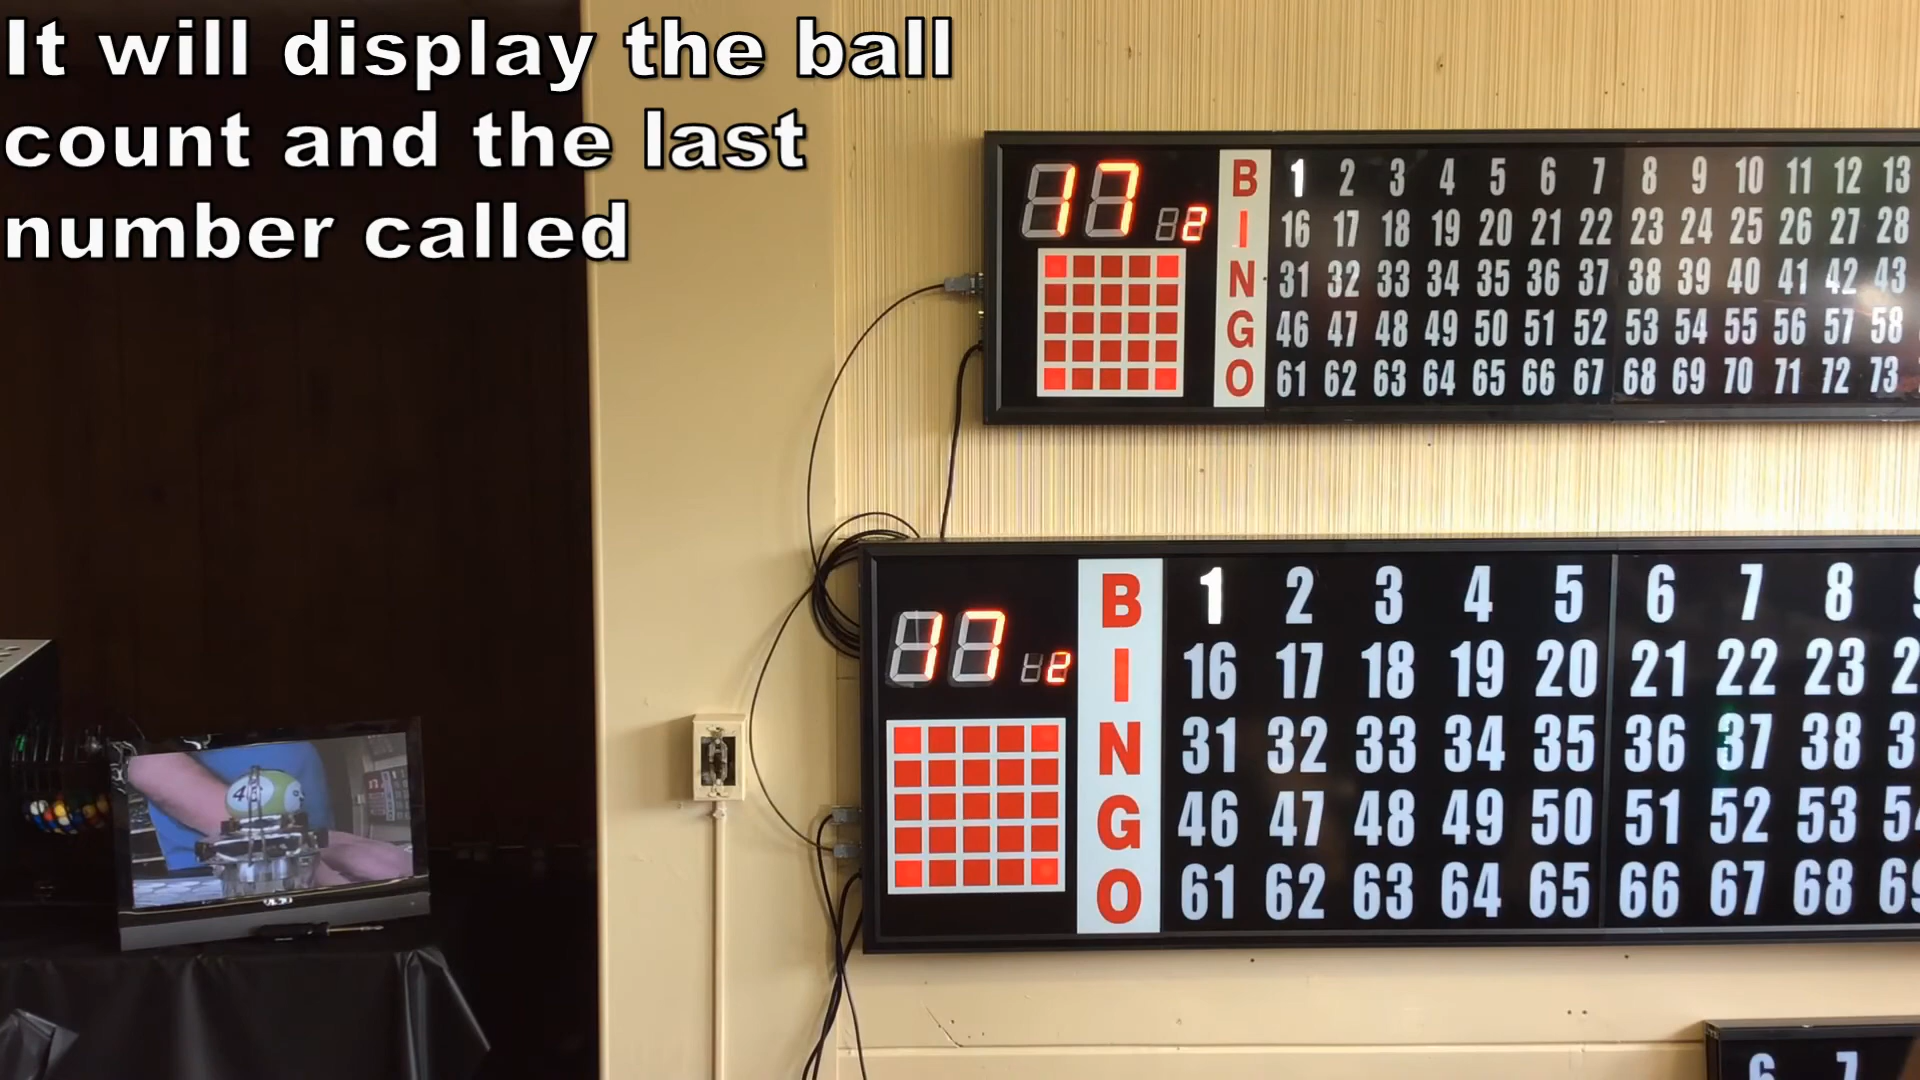 It will display the ball
count and the last
number called
17 2
B 1 2 3 4 5 6 7 8 9 10 11 12 13
I 16 17 18 19 20 21 22 23 24 25 26 27 28
N 31 32 33 34 35 36 37 38 39 40 41 42 43
G 46 47 48 49 50 51 52 53 54 55 56 57 58
O 61 62 63 64 65 66 67 68 69 70 71 72 73
17 2
B 1 2 3 4 5 6 7 8
I 16 17 18 19 20 21 22 23
N 31 32 33 34 35 36 37 38
G 46 47 48 49 50 51 52 53
O 61 62 63 64 65 66 67 68 69
6 7